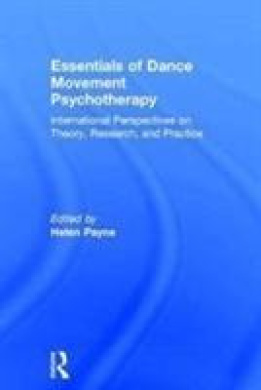 Essentials of Dance
Movement
Psychotherapy
International Perspectives on
Theory, Research, and Practice
Edited by
Helen Payne
R